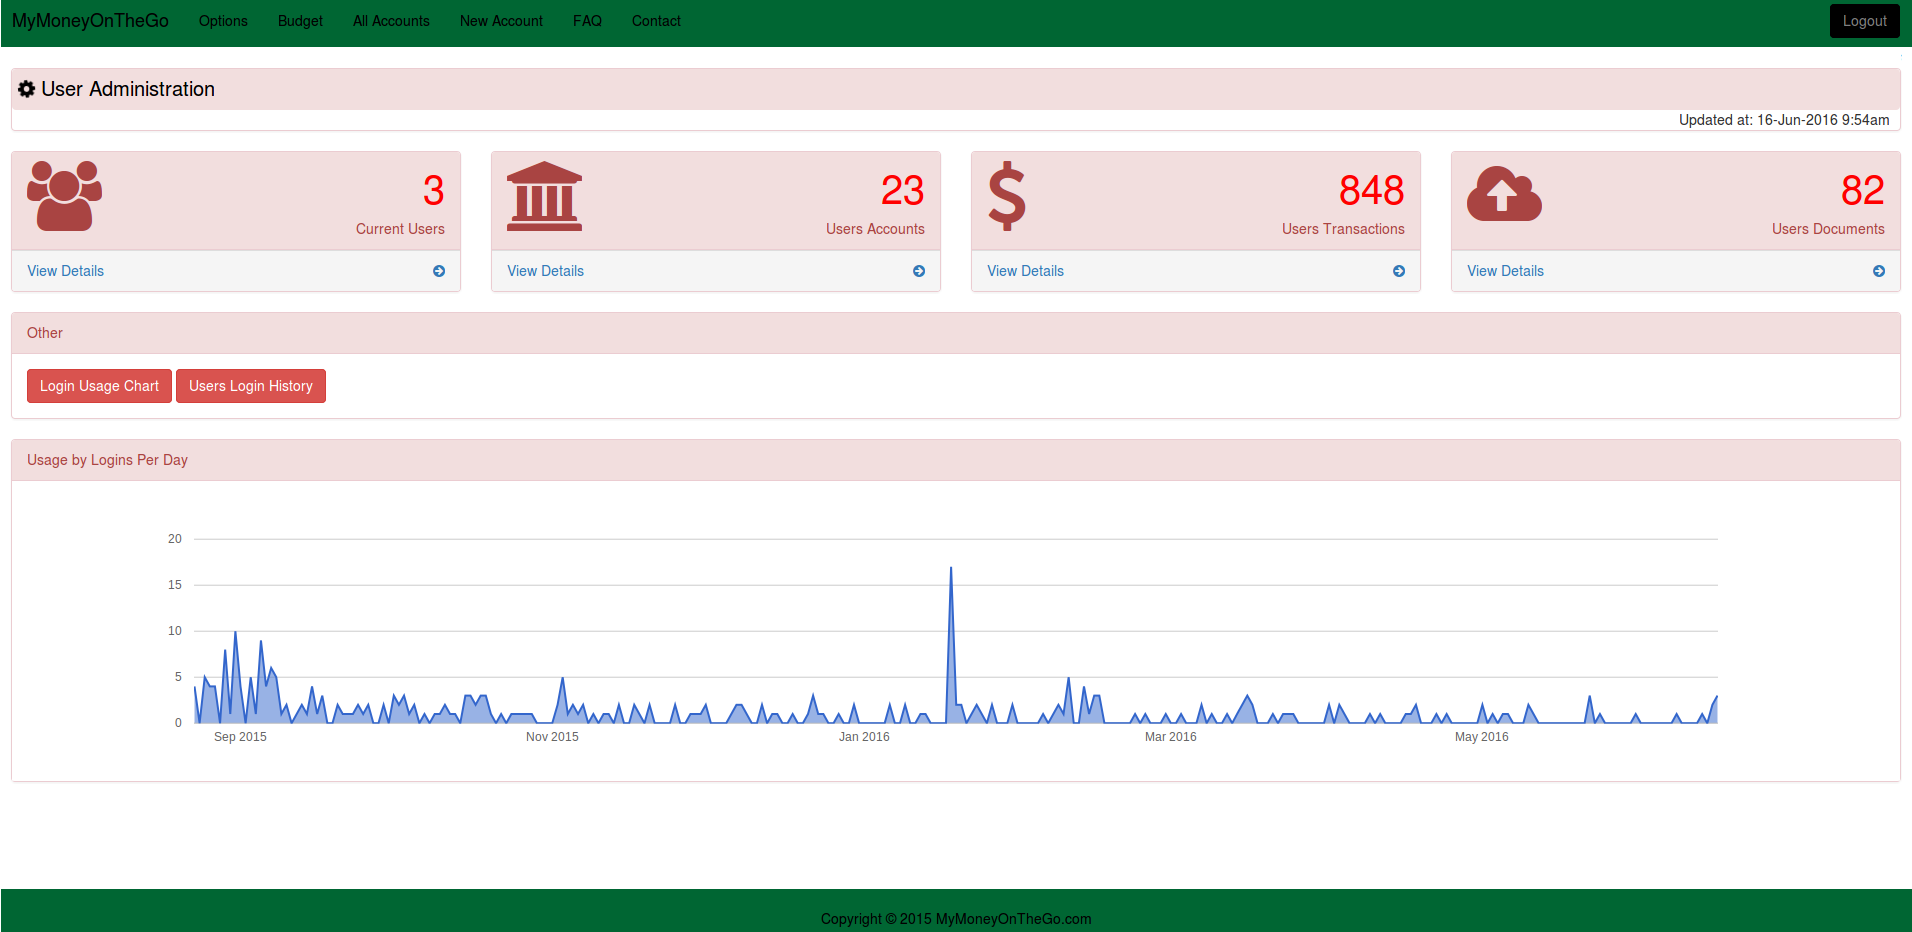 MyMoneyOnTheGo Options Budget All Accounts New Account FAQ Contact Logout
User Administration
Updated at: 16-Jun-2016 9:54am
3
Current Users
View Details
23
Users Accounts
View Details
848
Users Transactions
View Details
82
Users Documents
View Details
Other
Login Usage Chart Users Login History
Usage by Logins Per Day
20
15
10
5
0
Sep 2015 Nov 2015 Jan 2016 Mar 2016 May 2016
Copyright © 2015 MyMoneyOnTheGo.com